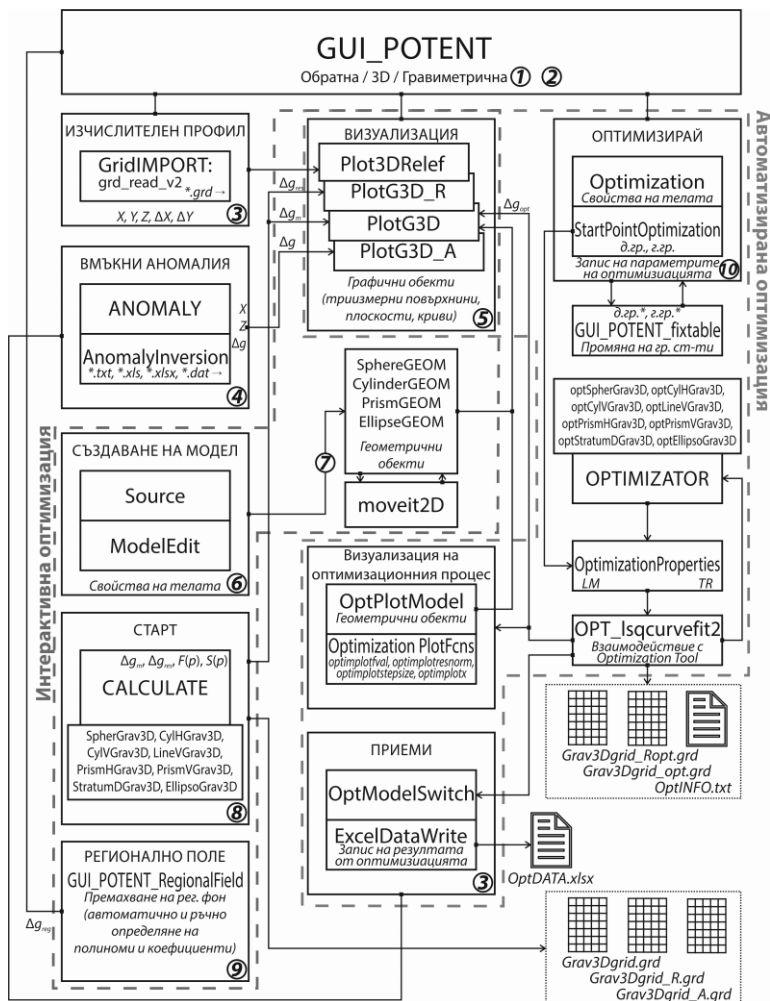 GUI_POTENT
Обратна / 3D / Гравиметрична ① ②
ИЗЧИСЛИТЕЛЕН ПРОФИЛ
GridIMPORT:
grd_read_v2
*.grd →
X, Y, Z, ΔX, ΔY
③
ВМЪКНИ АНОМАЛИЯ
ANOMALY
AnomalyInversion
*.txt, *.xls, *.xlsx, *.dat →
④
X
Z
Δg
СЪЗДАВАНЕ НА МОДЕЛ
Source
ModelEdit
Свойства на телата
⑥
СТАРТ
Δgm, Δgres, F(p), S(p)
CALCULATE
SpherGrav3D, CylHGrav3D,
CylVGrav3D, LineVGrav3D,
PrismHGrav3D, PrismVGrav3D,
StratumDGrav3D, EllipsoGrav3D
⑧
РЕГИОНАЛНО ПОЛЕ
GUI_POTENT_RegionalField
Премахване на рег. фон
(автоматично и ръчно
определяне на
полиноми и коефициенти)
⑨
Δgreg
Интерактивна оптимизация
ВИЗУАЛИЗАЦИЯ
Plot3DRelef
PlotG3D_R
PlotG3D
PlotG3D_A
Графични обекти
(триизмерни повърхнини,
плоскости, криви)
⑤
Δgres
Δgm
Δg
Δgopt
SphereGEOM
CylinderGEOM
PrismGEOM
EllipseGEOM
Геометрични
обекти
⑦
moveit2D
Визуализация на
оптимизационния процес
OptPlotModel
Геометрични обекти
Optimization PlotFcns
optimplotfval, optimplotresnorm,
optimplotstepsize, optimplotx
ПРИЕМИ
OptModelSwitch
ExcelDataWrite
Запис на резултата
от оптимизиацията
③
OptDATA.xlsx
ОПТИМИЗИРАЙ
Optimization
Свойства на телата
StartPointOptimization
д.гр., г.гр.
Запис на параметрите
на оптимизиацията
⑩
д.гр.*, г.гр.*
GUI_POTENT_fixtable
Промяна на гр. ст-ти
optSpherGrav3D, optCylHGrav3D,
optCylVGrav3D, optLineVGrav3D,
optPrismHGrav3D, optPrismVGrav3D,
optStratumDGrav3D, optEllipsoGrav3D
OPTIMIZATOR
OptimizationProperties
LM TR
OPT_lsqcurvefit2
Взаимодействие с
Optimization Tool
Grav3Dgrid_Ropt.grd
Grav3Dgrid_opt.grd
OptINFO.txt
Автоматизирана оптимизация
Grav3Dgrid.grd
Grav3Dgrid_R.grd
Grav3Dgrid_A.grd